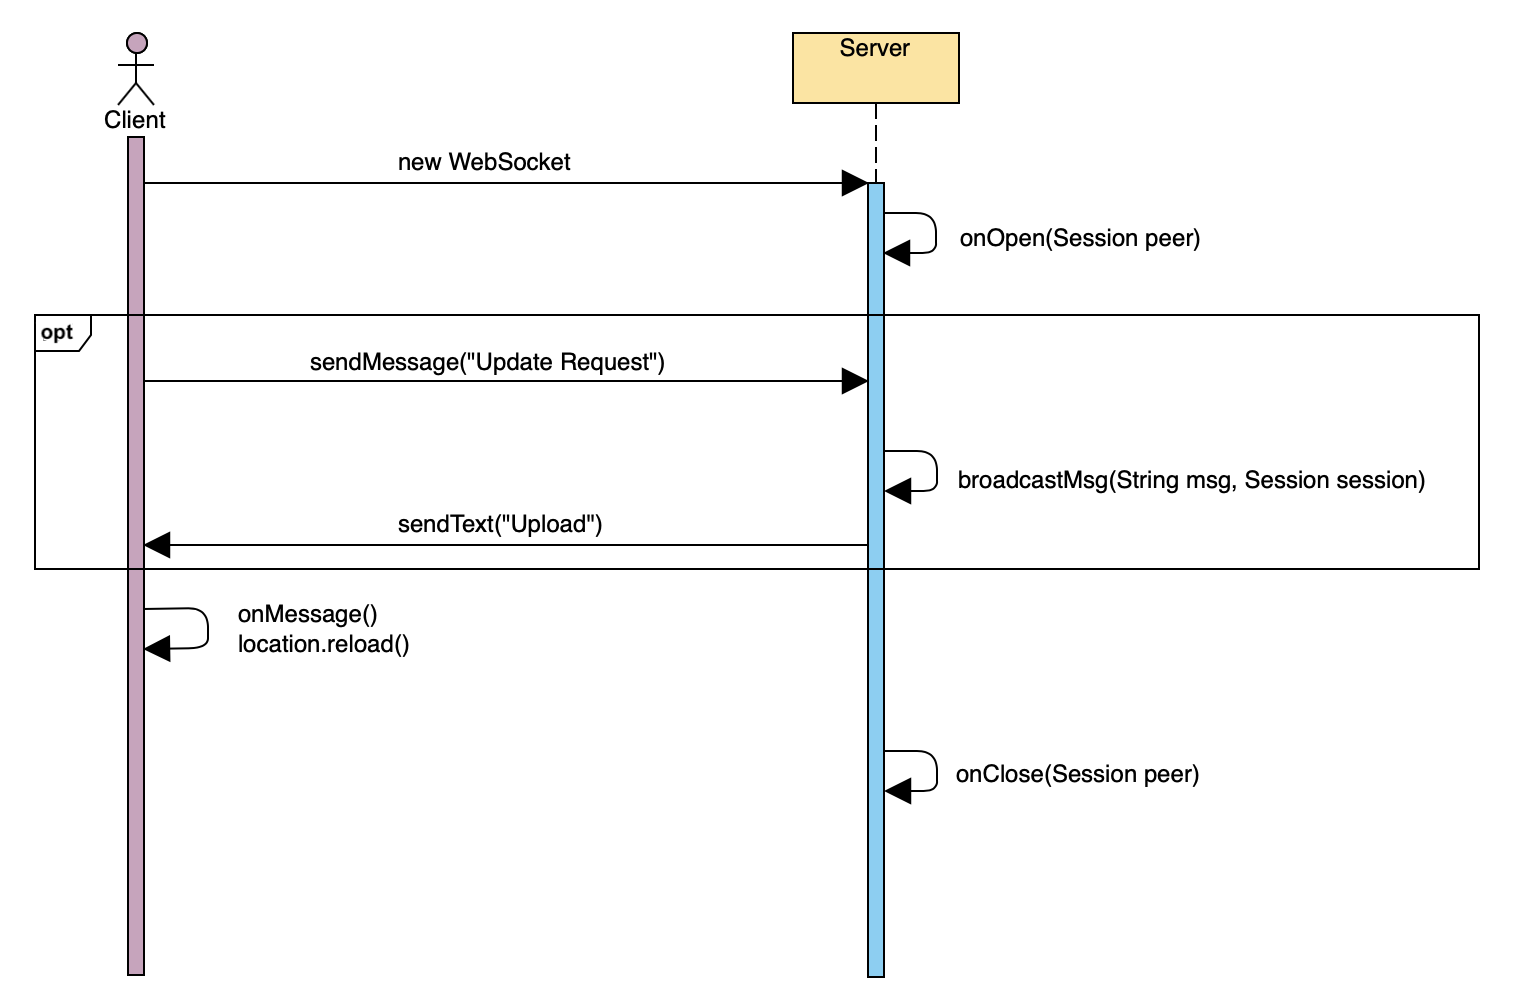 Server
Client
new WebSocket
onOpen(Session peer)
opt
sendMessage("Update Request")
broadcastMsg(String msg, Session session)
sendText("Upload")
onMessage()
location.reload()
onClose(Session peer)